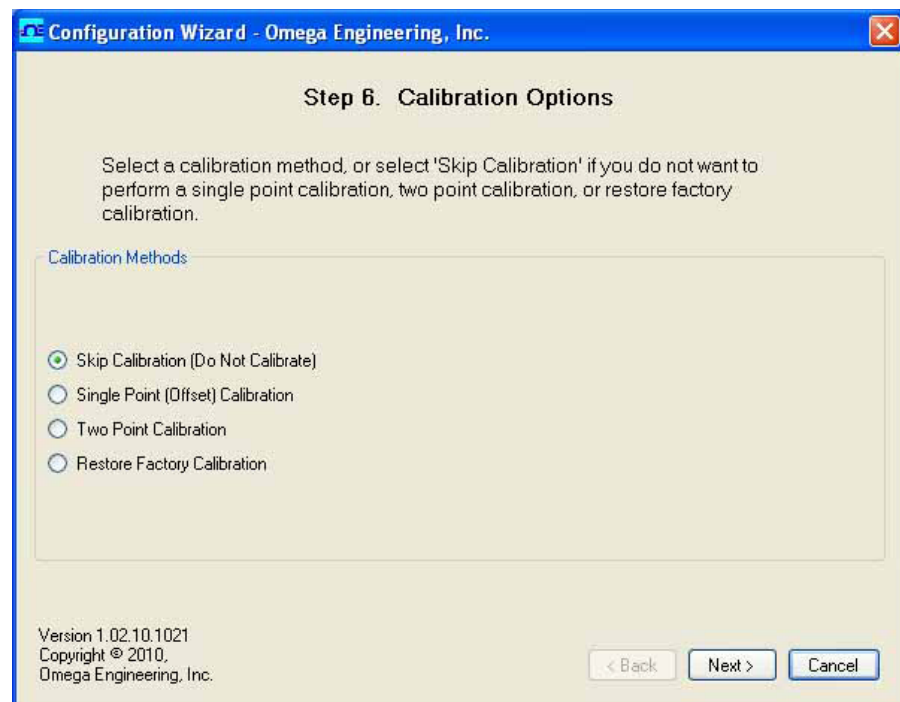 Configuration Wizard - Omega Engineering, Inc.
Step 6. Calibration Options
Select a calibration method, or select 'Skip Calibration' if you do not want to
perform a single point calibration, two point calibration, or restore factory
calibration.
Calibration Methods
Skip Calibration (Do Not Calibrate)
Single Point (Offset) Calibration
Two Point Calibration
Restore Factory Calibration
Version 1.02.10.1021
Copyright © 2010,
Omega Engineering, Inc.
< Back Next > Cancel